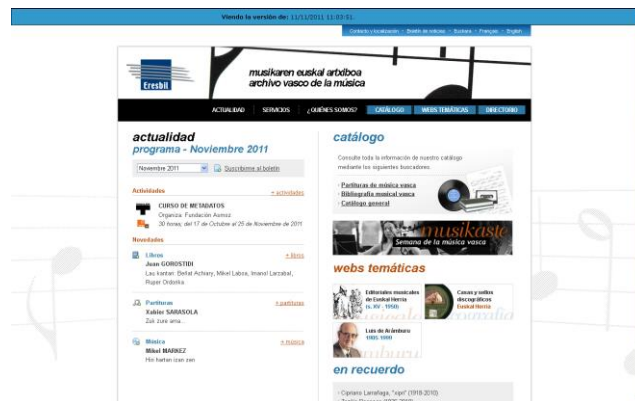 Viendo la versión de: 11/11/2011 11:03:51
Contacto y localización · Boletín de noticias · Euskera · Français · English
Eresbil
musikaren euskal artxiboa
archivo vasco de la música
ACTUALIDAD SERVICIOS ¿QUIÉNES SOMOS? CATÁLOGO WEBS TEMÁTICAS DIRECTORIO
actualidad
programa - Noviembre 2011
Noviembre 2011 Suscribirme al boletín
Actividades + actividades
CURSO DE METADATOS
Organiza: Fundación Asmoz
30 horas, del 17 de Octubre al 25 de Noviembre de 2011
Novedades
Libros + libros
Juan GOROSTIDI
Lau kantari: Beñat Achiary, Mikel Laboa, Imanol Larzabal,
Ruper Ordorika
Partituras + partituras
Xabier SARASOLA
Zuk zure ama...
Música + música
Mikel MARKEZ
Hiri hartan izan zen
catálogo
Consulte toda la información de nuestro catálogo
mediante los siguientes buscadores.
· Partituras de música vasca
· Bibliografía musical vasca
· Catálogo general
musikaste
Semana de la música vasca
webs temáticas
Editoriales musicales
de Euskal Herria
(s. XV - 1950)
Casas y sellos
discográficos
Euskal Herria
Luis de Aramburu
1905-1999
en recuerdo
· Cipriano Larrañaga, "xipri" (1918-2010)